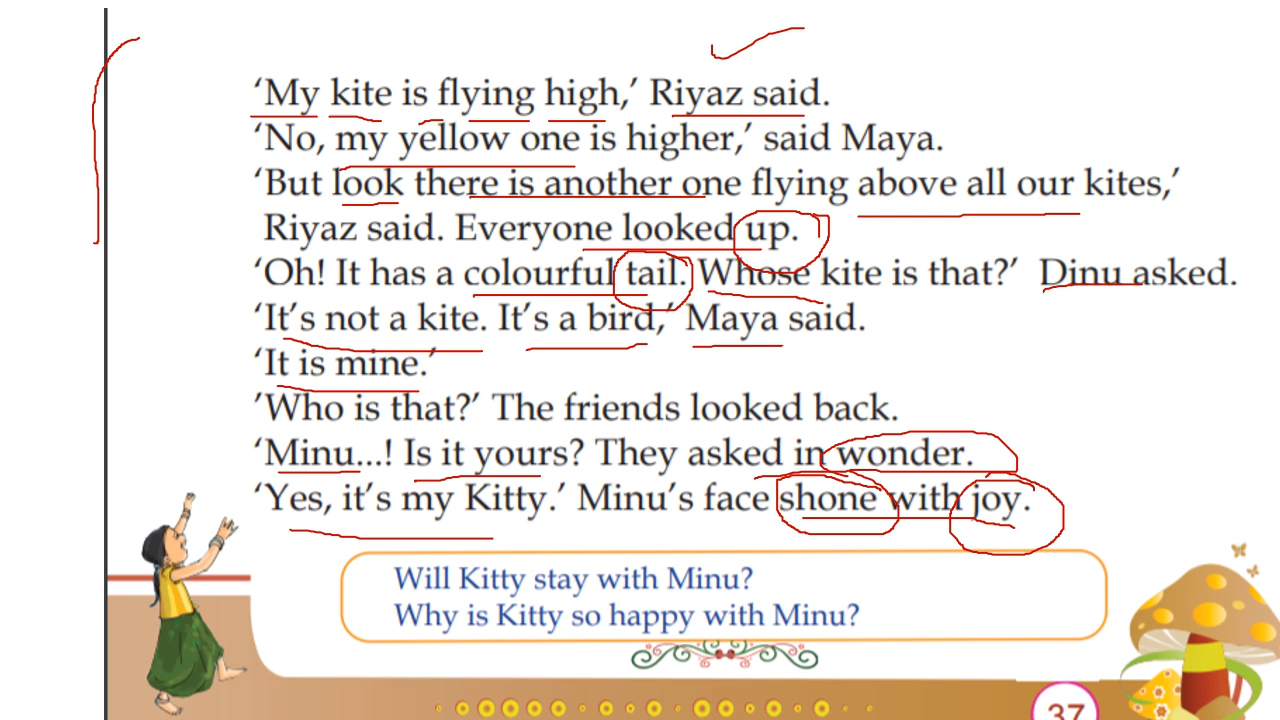 ‘My kite is flying high,’ Riyaz said.
‘No, my yellow one is higher,’ said Maya.
‘But look there is another one flying above all our kites,’
Riyaz said. Everyone looked up.
‘Oh! It has a colourful tail. Whose kite is that?’ Dinu asked.
‘It’s not a kite. It’s a bird,’ Maya said.
‘It is mine.’
’Who is that?’ The friends looked back.
‘Minu...! Is it yours? They asked in wonder.
‘Yes, it’s my Kitty.’ Minu’s face shone with joy.
Will Kitty stay with Minu?
Why is Kitty so happy with Minu?
37